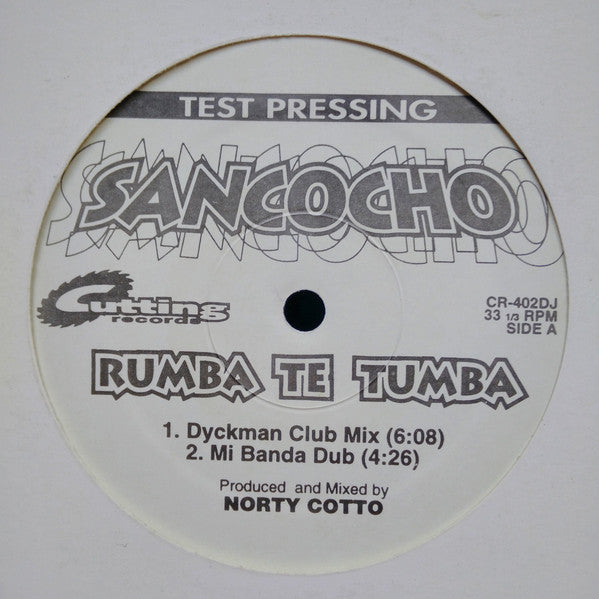 TEST PRESSING
SANCOCHO
Cutting
records
CR-402DJ
33 1/3 RPM
SIDE A
RUMBA TE TUMBA
1. Dyckman Club Mix (6:08)
2. Mi Banda Dub (4:26)
Produced and Mixed by
NORTY COTTO